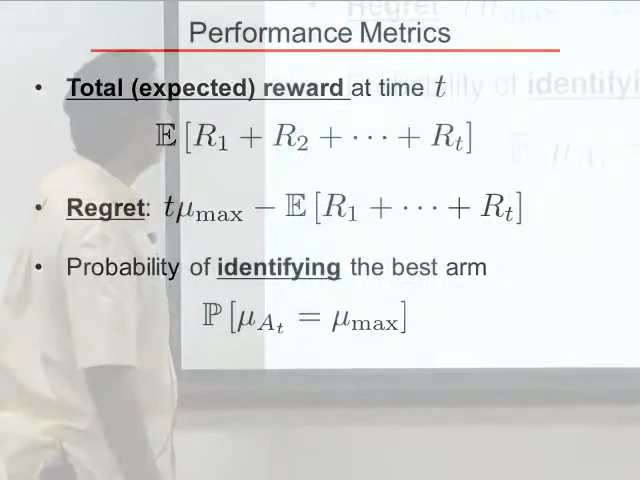 Performance Metrics
• Total (expected) reward at time t
𝔼[R₁ + R₂ + ⋯ + Rₜ]
• Regret: tμ_max − 𝔼[R₁ + ⋯ + Rₜ]
• Probability of identifying the best arm
ℙ[μ_{A_t} = μ_max]